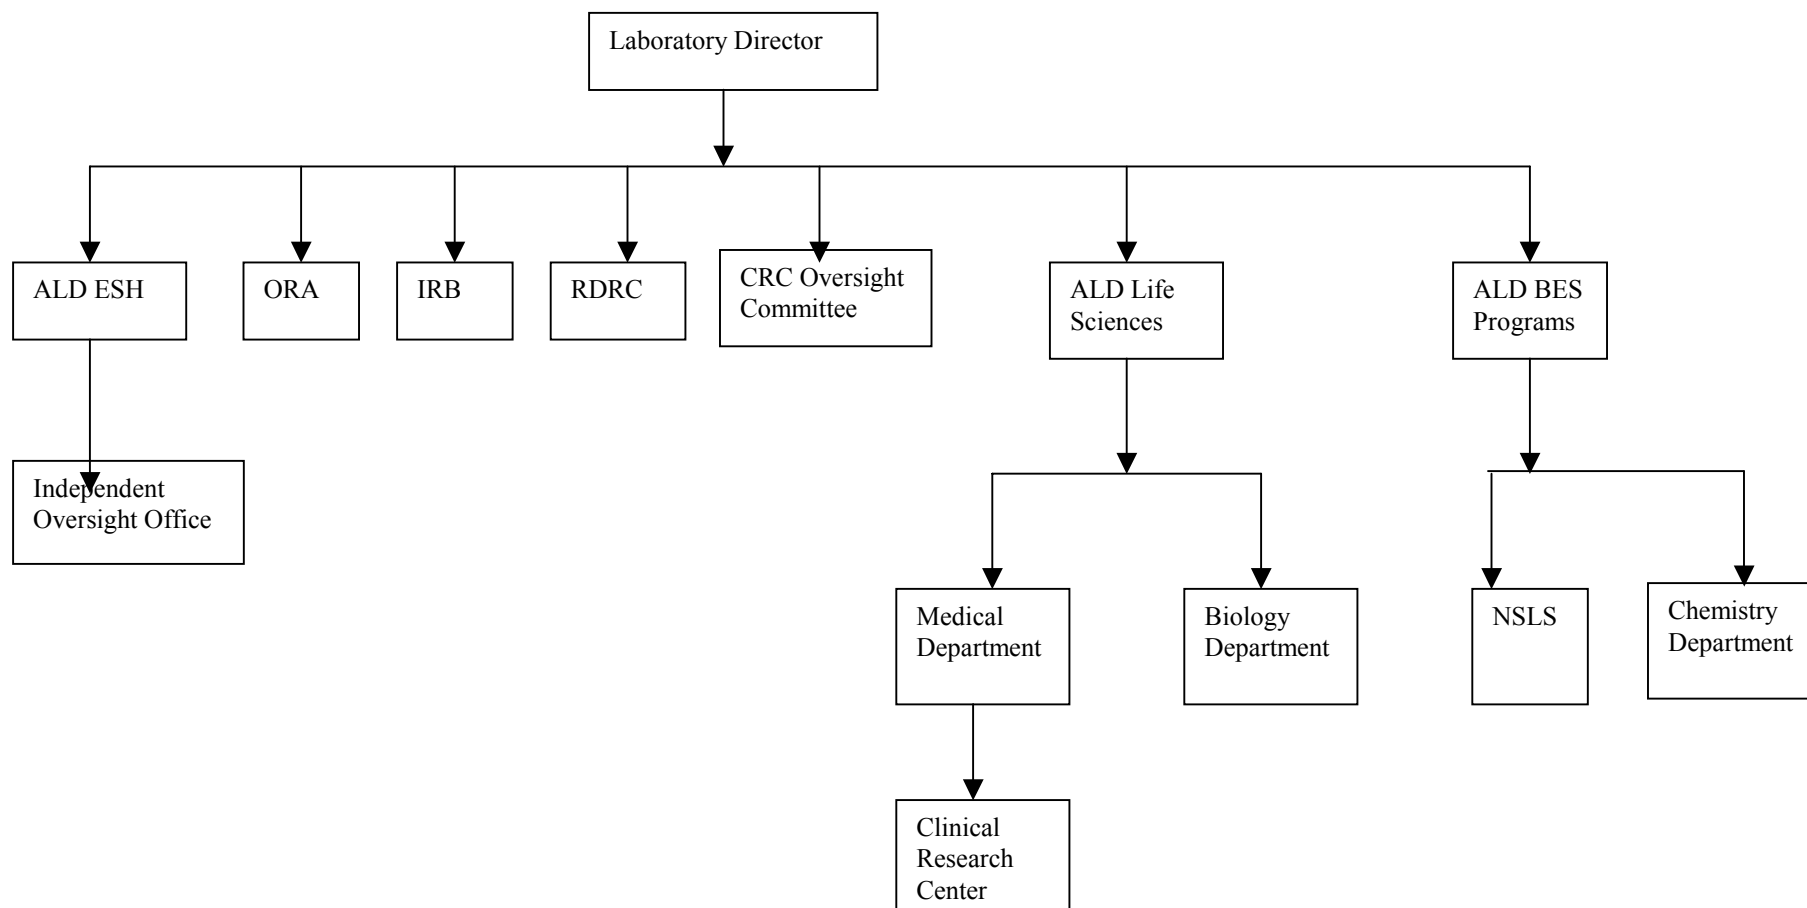 Laboratory Director
ALD ESH
ORA
IRB
RDRC
CRC Oversight
Committee
ALD Life
Sciences
ALD BES
Programs
Independent
Oversight Office
Medical
Department
Biology
Department
NSLS
Chemistry
Department
Clinical
Research
Center